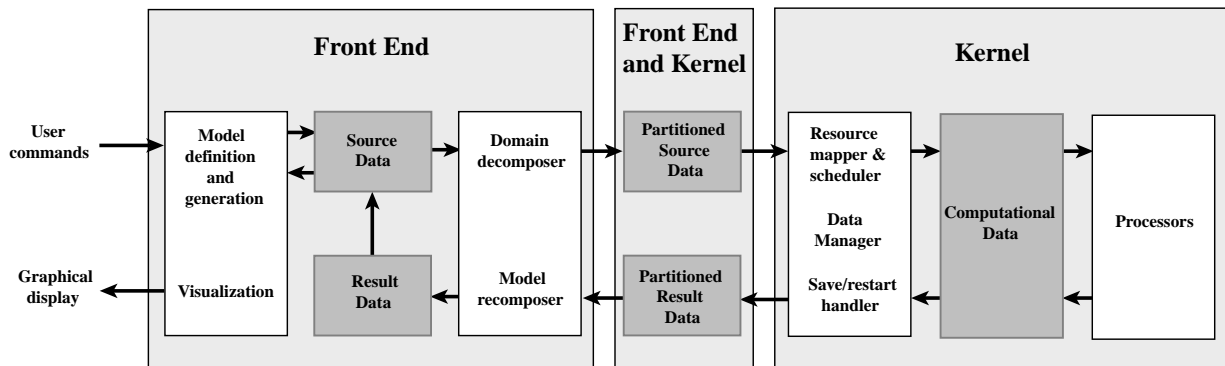 Front End
Front End
and Kernel
Kernel
User
commands
Model
definition
and
generation
Source
Data
Domain
decomposer
Partitioned
Source
Data
Resource
mapper &
scheduler
Data
Manager
Computational
Data
Processors
Graphical
display
Visualization
Result
Data
Model
recomposer
Partitioned
Result
Data
Save/restart
handler